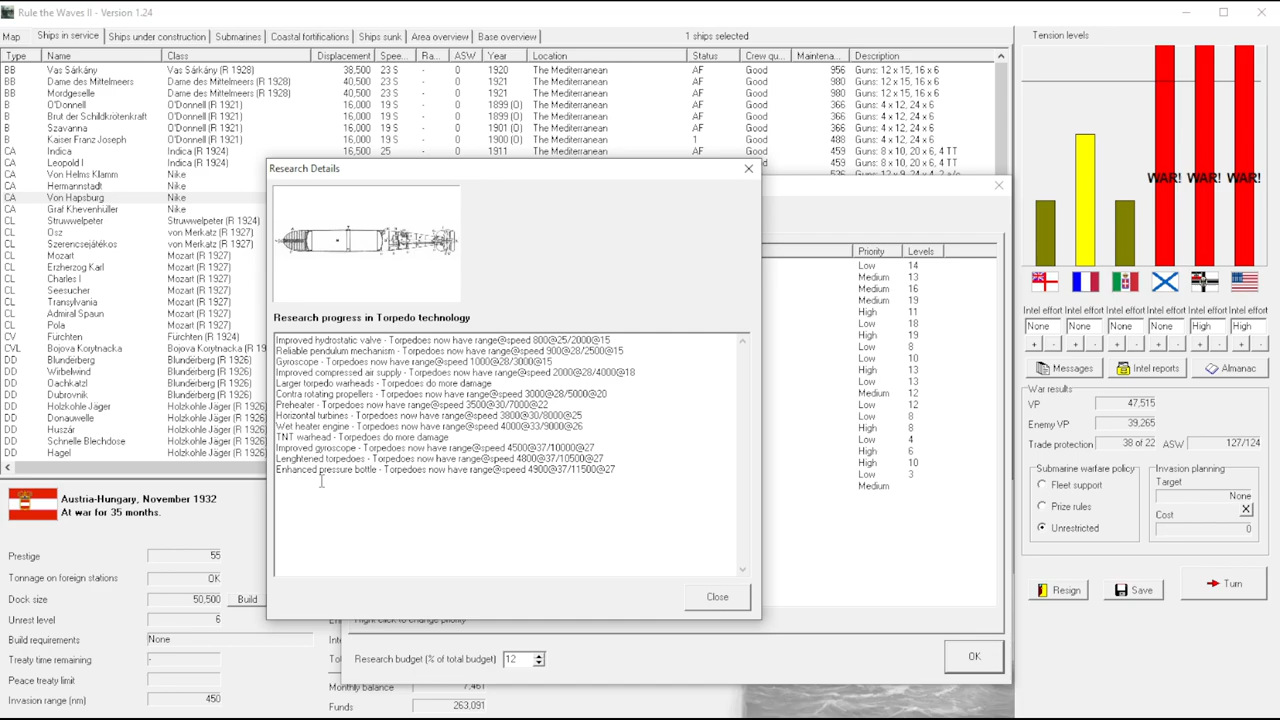 Rule the Waves II - Version 1.24
Map Ships in service Ships under construction Submarines Coastal fortifications Ships sunk Area overview Base overview 1 ships selected
Type Name Class Displacement Spee... Ra... ASW Year Location Status Crew qu... Maintena... Description
BB Vas Sárkány Vas Sárkány (R 1928) 38,500 23 S - 0 1920 The Mediterranean AF Good 956 Guns: 12 x 15, 16 x 6
BB Dame des Mittelmeers Dame des Mittelmeers (R 1928) 40,500 23 S - 0 1921 The Mediterranean AF Good 980 Guns: 12 x 15, 16 x 6
BB Mordgeselle Dame des Mittelmeers (R 1928) 40,500 23 S - 0 1921 The Mediterranean AF Good 980 Guns: 12 x 15, 16 x 6
B O'Donnell O'Donnell (R 1921) 16,000 19 S - 0 1899 (O) The Mediterranean AF Good 366 Guns: 4 x 12, 24 x 6
B Brut der Schildkrötenkraft O'Donnell (R 1921) 16,000 19 S - 0 1899 (O) The Mediterranean AF Good 366 Guns: 4 x 12, 24 x 6
B Szavanna O'Donnell (R 1921) 16,000 19 S - 0 1901 (O) The Mediterranean AF Good 366 Guns: 4 x 12, 24 x 6
B Kaiser Franz Joseph O'Donnell (R 1921) 16,000 19 S - 0 1900 (O) The Mediterranean 1 Good 366 Guns: 4 x 12, 24 x 6
CA Indica Indica (R 1924) 16,500 25 - 0 1911 The Mediterranean AF Good 459 Guns: 8 x 10, 20 x 6, 4 TT
CA Leopold I Indica (R 1924) 459 Guns: 8 x 10, 20 x 6, 4 TT
CA Von Helms Klamm Nike
CA Hermannstadt Nike
CA Von Hapsburg Nike
CA Graf Khevenhüller Nike
CL Struwwelpeter Struwwelpeter (R 1924)
CL Osz von Merkatz (R 1927)
CL Szerencsejátékos von Merkatz (R 1927)
CL Mozart Mozart (R 1927)
CL Erzherzog Karl Mozart (R 1927)
CL Charles I Mozart (R 1927)
CL Seesucher Mozart (R 1927)
CL Transylvania Mozart (R 1927)
CL Admiral Spaun Mozart (R 1927)
CL Pola Mozart (R 1927)
CV Fürchten Fürchten (R 1927)
CVL Bojova Korytnacka Bojova Korytnacka (R 1927)
DD Blunderberg Blunderberg (R 1926)
DD Wirbelwind Blunderberg (R 1926)
DD Oachkatzl Blunderberg (R 1926)
DD Dubrovnik Blunderberg (R 1926)
DD Holzkohle Jäger Holzkohle Jäger (R 1926)
DD Donauwelle Holzkohle Jäger (R 1926)
DD Huszár Holzkohle Jäger (R 1926)
DD Schnelle Blechdose Holzkohle Jäger (R 1926)
DD Hagel Holzkohle Jäger (R 1926)
Research Details
Research progress in Torpedo technology
Improved hydrostatic valve - Torpedoes now have range@speed 800@25/2000@15
Reliable pendulum mechanism - Torpedoes now have range@speed 900@28/2500@15
Gyroscope - Torpedoes now have range@speed 1000@28/3000@15
Improved compressed air supply - Torpedoes now have range@speed 2000@28/4000@18
Larger torpedo warheads - Torpedoes do more damage
Contra rotating propellers - Torpedoes now have range@speed 3000@28/5000@20
Preheater - Torpedoes now have range@speed 3500@30/7000@22
Horizontal turbines - Torpedoes now have range@speed 3800@30/8000@25
Wet heater engine - Torpedoes now have range@speed 4000@33/9000@26
TNT warhead - Torpedoes do more damage
Improved gyroscope - Torpedoes now have range@speed 4500@37/10000@27
Lenghtened torpedoes - Torpedoes now have range@speed 4800@37/10500@27
Enhanced pressure bottle - Torpedoes now have range@speed 4900@37/11500@27
Close
Priority Levels
Low 14
Medium 13
Medium 16
Medium 19
High 11
Low 18
High 19
Low 8
Low 10
High 13
Low 13
Medium 12
Low 12
Low 8
High 8
Low 4
High 6
High 10
Low 3
Medium
Right click to change priority
Research budget (% of total budget) 12
OK
Monthly balance 7,461
Funds 263,091
Austria-Hungary, November 1932
At war for 35 months.
Prestige 55
Tonnage on foreign stations OK
Dock size 50,500 Build
Unrest level 6
Build requirements None
Treaty time remaining -
Peace treaty limit
Invasion range (nm) 450
Tension levels
WAR! WAR! WAR!
Intel effort Intel effort Intel effort Intel effort Intel effort Intel effort
None None None None High High
+ - + - + - + - + - + -
Messages Intel reports Almanac
War results
VP 47,515
Enemy VP 39,265
Trade protection 38 of 22 ASW 127/124
Submarine warfare policy
Fleet support
Prize rules
Unrestricted
Invasion planning
Target
None
Cost X
0
Resign Save Turn